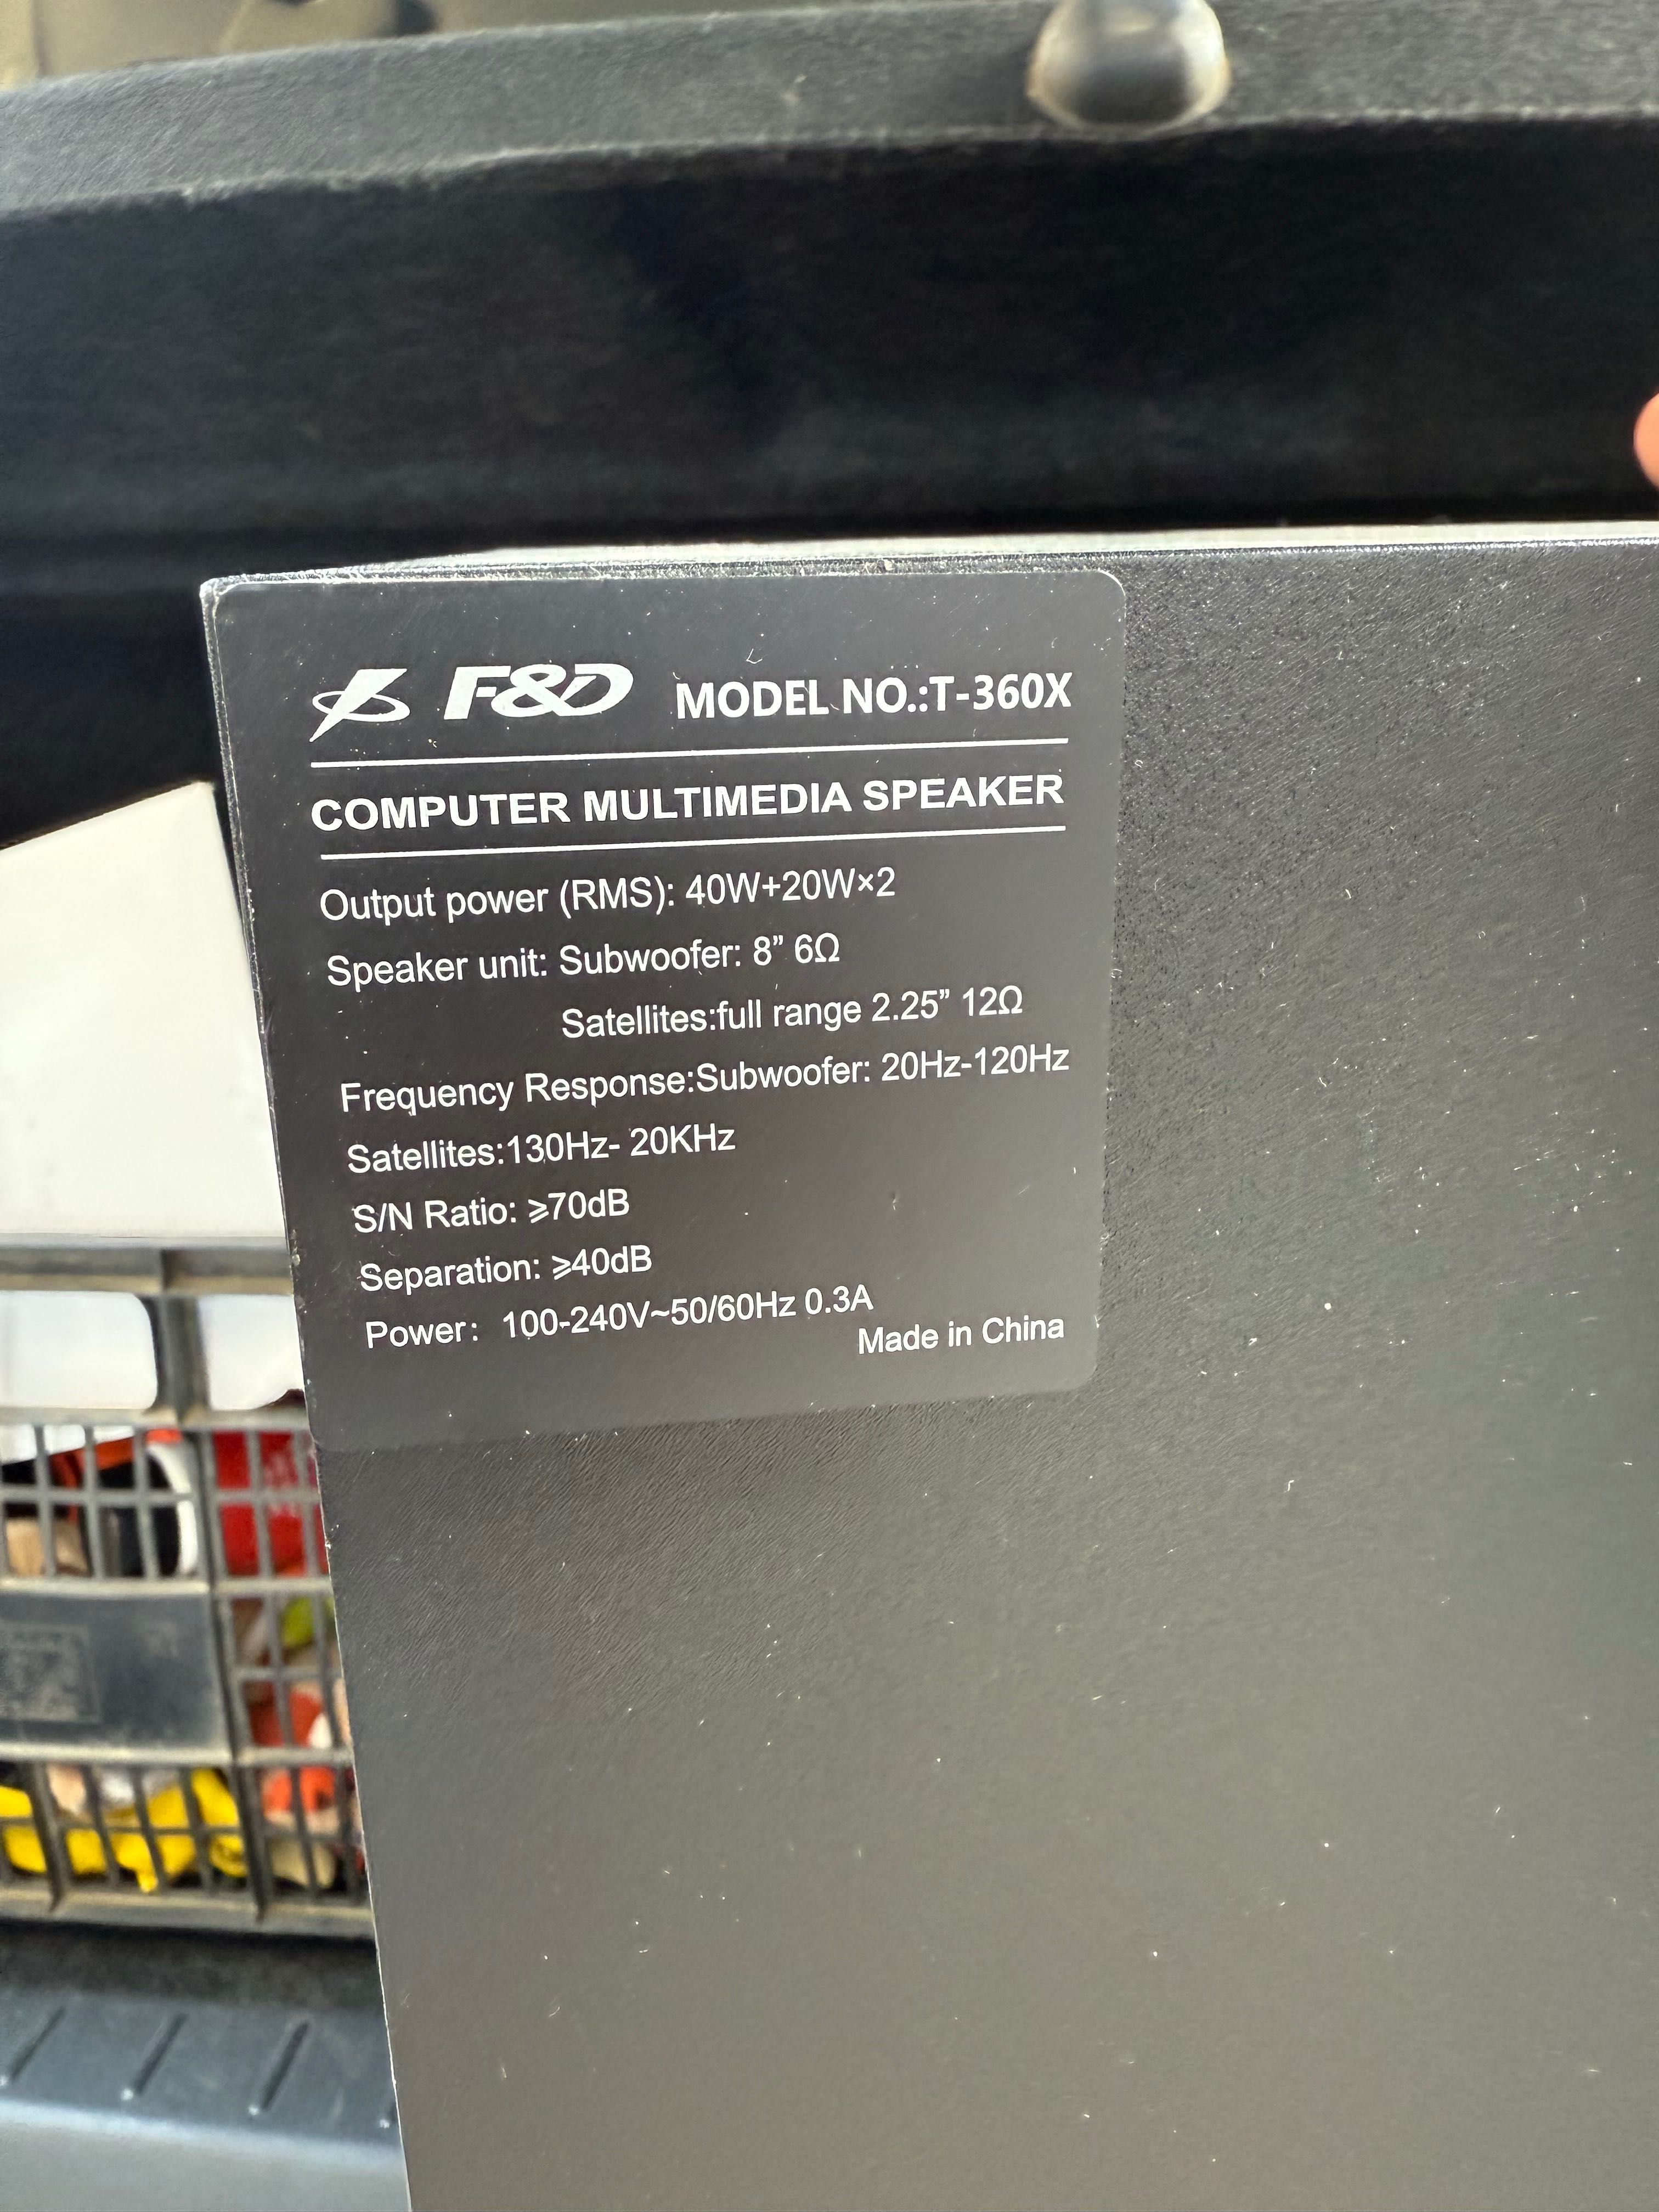 F&D MODEL NO.:T-360X
COMPUTER MULTIMEDIA SPEAKER
Output power (RMS): 40W+20W×2
Speaker unit: Subwoofer: 8” 6Ω
Satellites:full range 2.25” 12Ω
Frequency Response:Subwoofer: 20Hz-120Hz
Satellites:130Hz- 20KHz
S/N Ratio: ⩾70dB
Separation: ⩾40dB
Power: 100-240V~50/60Hz 0.3A
Made in China